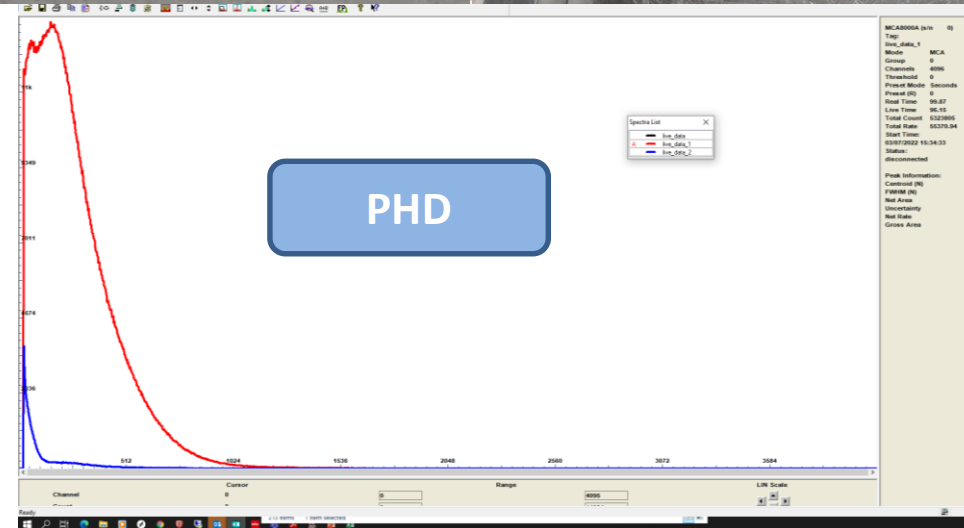 MCA8000A (s/n 0)
Tag:
live_data_1
Mode MCA
Group 0
Channels 4096
Threshold 0
Preset Mode Seconds
Preset (R) 0
Real Time 99.87
Live Time 96.15
Total Count 5323805
Total Rate 55370.94
Start Time:
03/07/2022 15:34:33
Status:
disconnected
Peak Information:
Centroid (N)
FWHM (N)
Net Area
Uncertainty
Net Rate
Gross Area
Spectra List X
live_data
A live_data_1
live_data_2
PHD
512 1024 1536 2048 2560 3072 3584
Cursor Range LIN Scale
Channel 0 0 4095
Ready